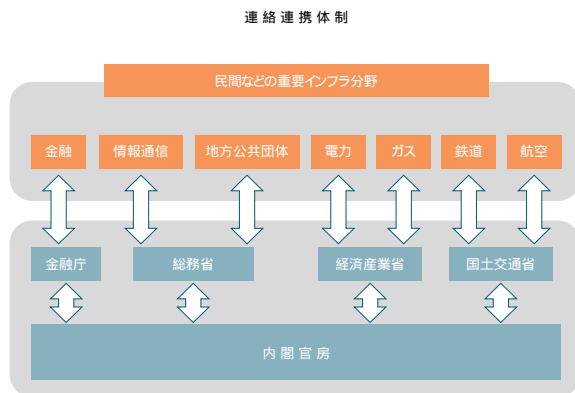 連絡連携体制
民間などの重要インフラ分野
金融 情報通信 地方公共団体 電力 ガス 鉄道 航空
金融庁 総務省 経済産業省 国土交通省
内閣官房